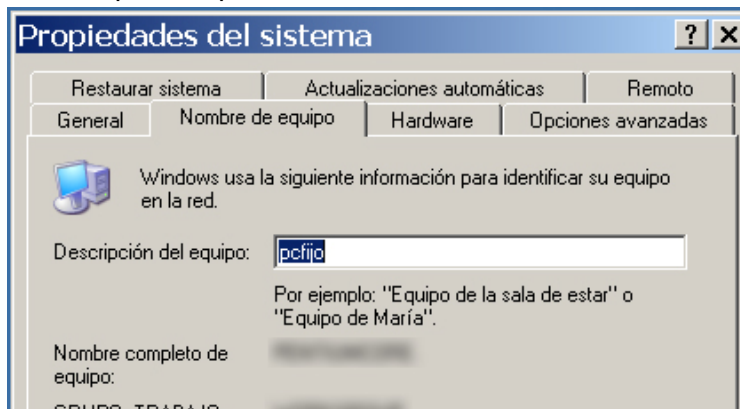 Propiedades del sistema
Restaurar sistema
Actualizaciones automáticas
Remoto
General
Nombre de equipo
Hardware
Opciones avanzadas
Windows usa la siguiente información para identificar su equipo
en la red.
Descripción del equipo:
pcfijo
Por ejemplo: "Equipo de la sala de estar" o
"Equipo de María".
Nombre completo de
equipo: